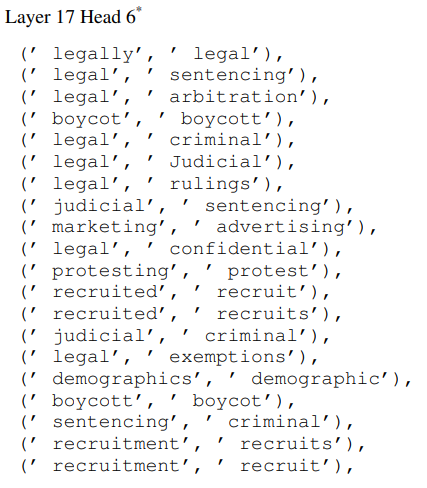 Layer 17 Head 6*
(’ legally’, ’ legal’),
(’ legal’, ’ sentencing’),
(’ legal’, ’ arbitration’),
(’ boycot’, ’ boycott’),
(’ legal’, ’ criminal’),
(’ legal’, ’ Judicial’),
(’ legal’, ’ rulings’),
(’ judicial’, ’ sentencing’),
(’ marketing’, ’ advertising’),
(’ legal’, ’ confidential’),
(’ protesting’, ’ protest’),
(’ recruited’, ’ recruit’),
(’ recruited’, ’ recruits’),
(’ judicial’, ’ criminal’),
(’ legal’, ’ exemptions’),
(’ demographics’, ’ demographic’),
(’ boycott’, ’ boycot’),
(’ sentencing’, ’ criminal’),
(’ recruitment’, ’ recruits’),
(’ recruitment’, ’ recruit’),